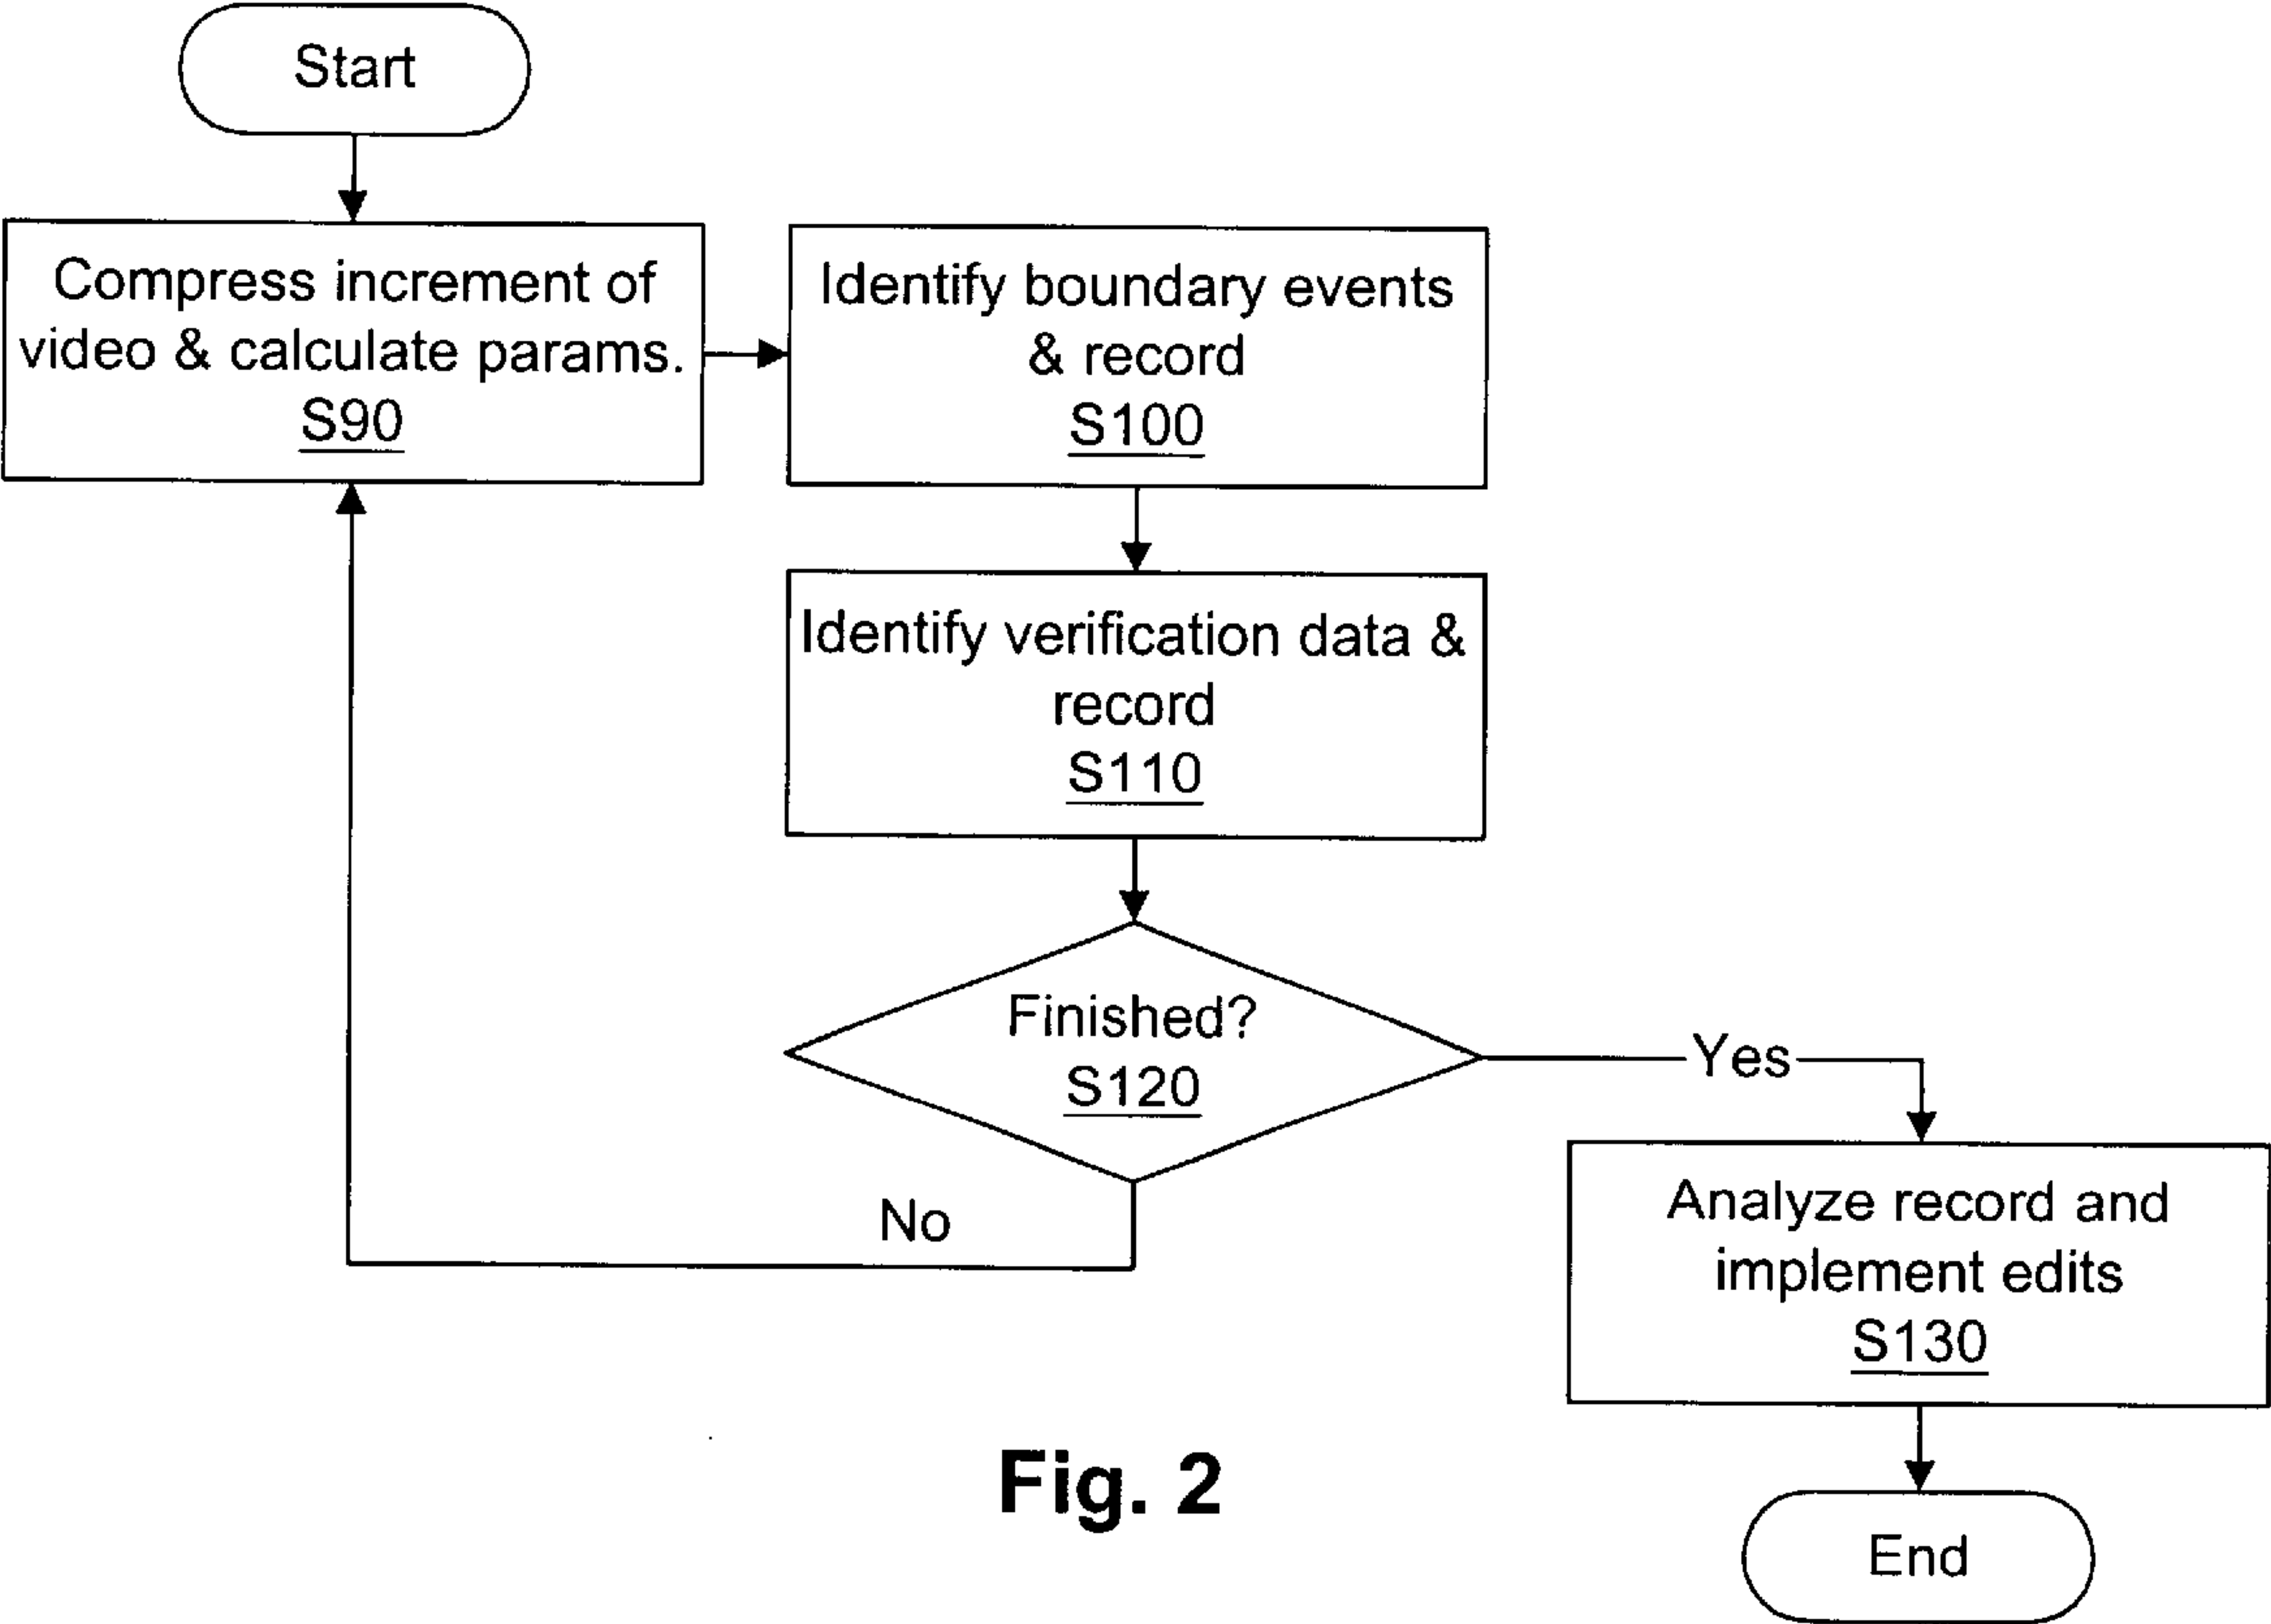 Start
Compress increment of
video & calculate params.
S90
Identify boundary events
& record
S100
Identify verification data &
record
S110
Finished?
S120
Yes
No
Analyze record and
implement edits
S130
End
Fig. 2